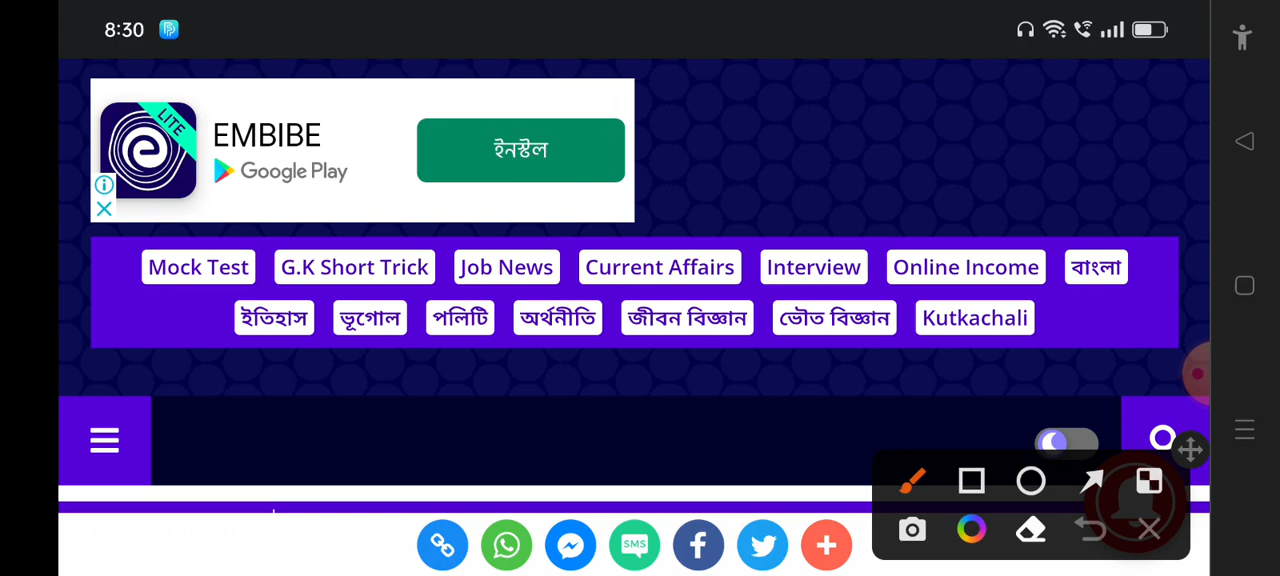 8:30
LITE
EMBIBE
Google Play
ইনস্টল
Mock Test G.K Short Trick Job News Current Affairs Interview Online Income বাংলা
ইতিহাস ভূগোল পলিটি অর্থনীতি জীবন বিজ্ঞান ভৌত বিজ্ঞান Kutkachali
SMS